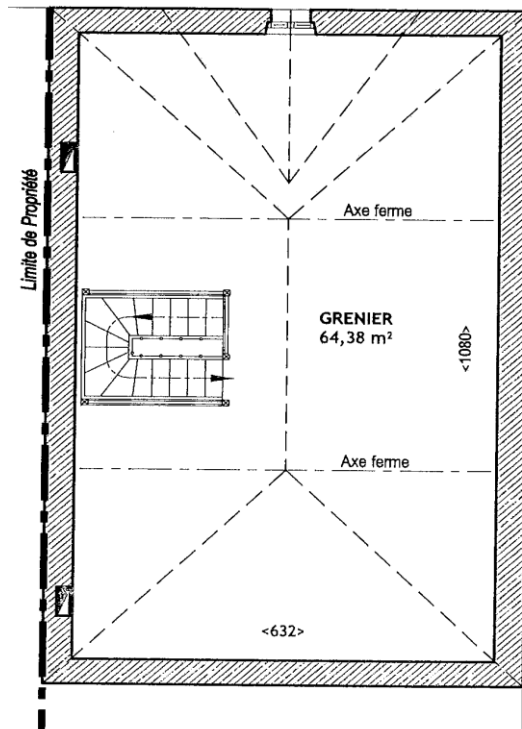 Limite de Propriété
Axe ferme
GRENIER
64,38 m²
<1080>
Axe ferme
<632>